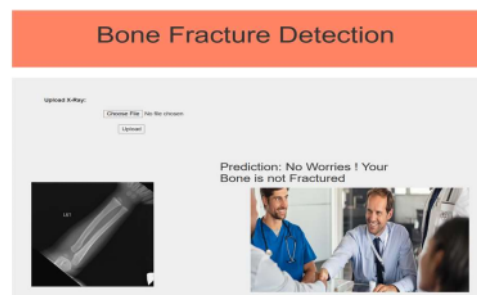 Bone Fracture Detection
Upload X-Ray:
Choose File No file chosen
Upload
Prediction: No Worries ! Your
Bone is not Fractured